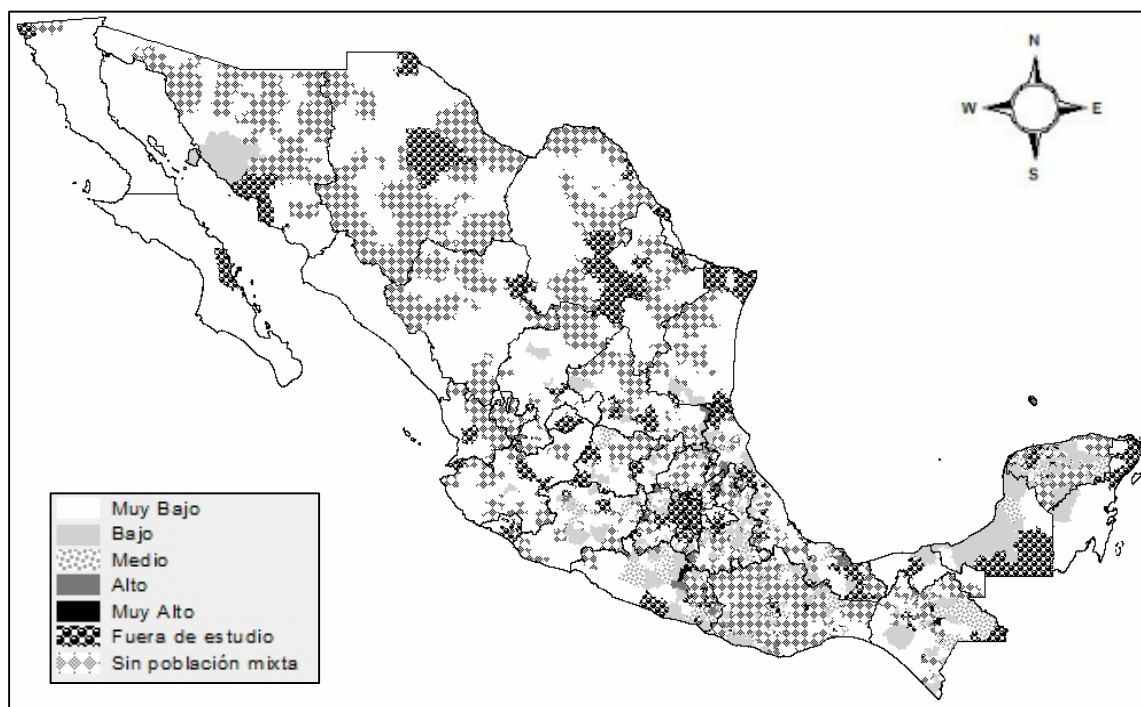 N
W E
S
Muy Bajo
Bajo
Medio
Alto
Muy Alto
Fuera de estudio
Sin población mixta